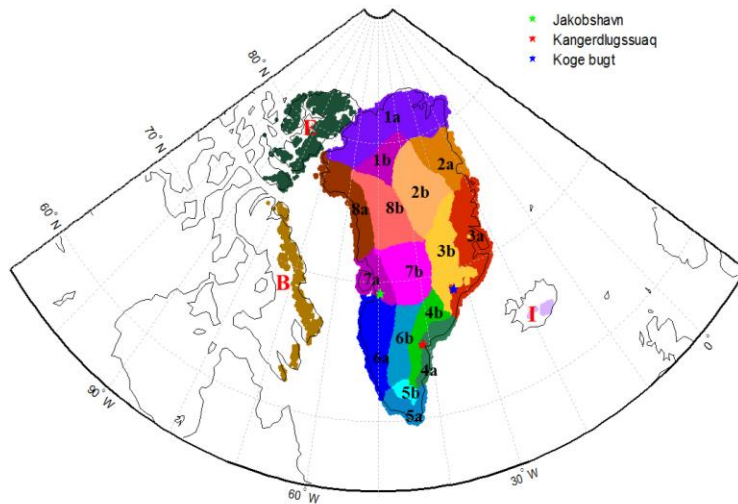 Jakobshavn
Kangerdlugssuaq
Koge bugt
80° N
70° N
60° N
90° W
60° W
30° W
0°
E
1a
1b
2a
2b
8a
8b
3a
3b
B
7a
7b
I
4b
6a
6b
4a
5b
5a